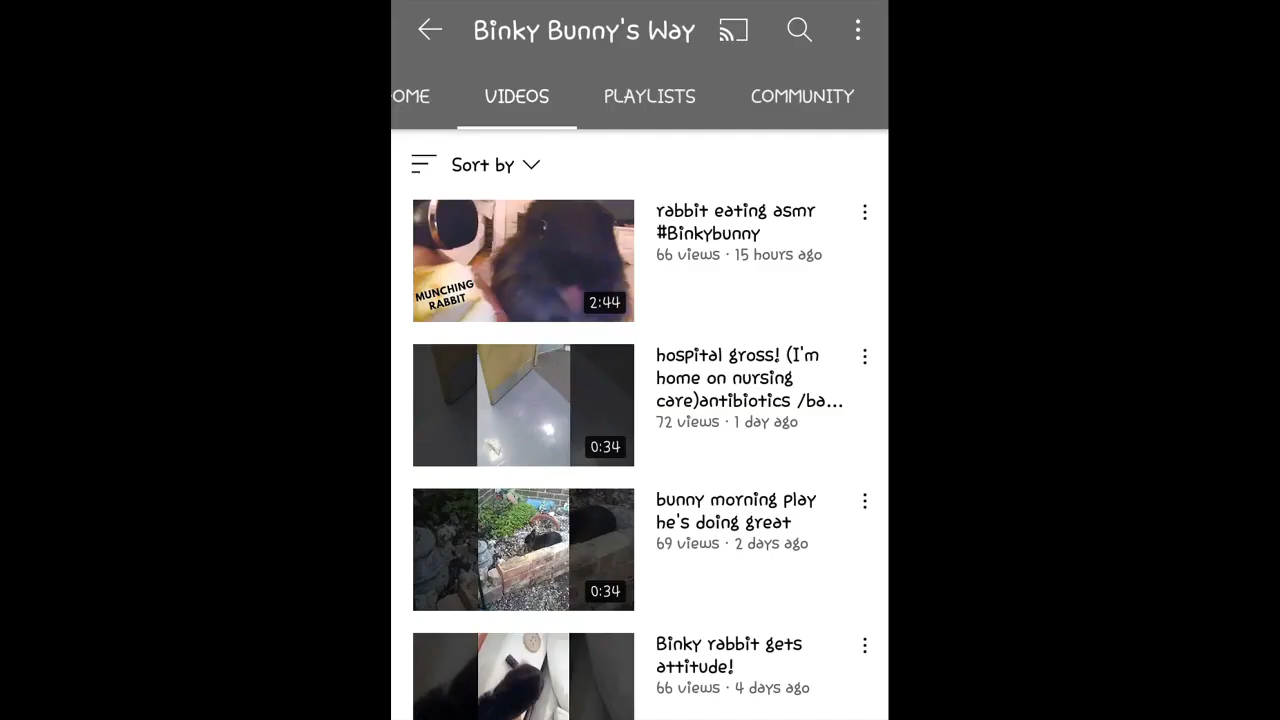 Binky Bunny's Way
OME VIDEOS PLAYLISTS COMMUNITY
Sort by
rabbit eating asmr
#Binkybunny
66 views · 15 hours ago
MUNCHING
RABBIT
2:44
hospital gross! (I'm
home on nursing
care)antibiotics /ba...
72 views · 1 day ago
0:34
bunny morning play
he's doing great
69 views · 2 days ago
0:34
Binky rabbit gets
attitude!
66 views · 4 days ago